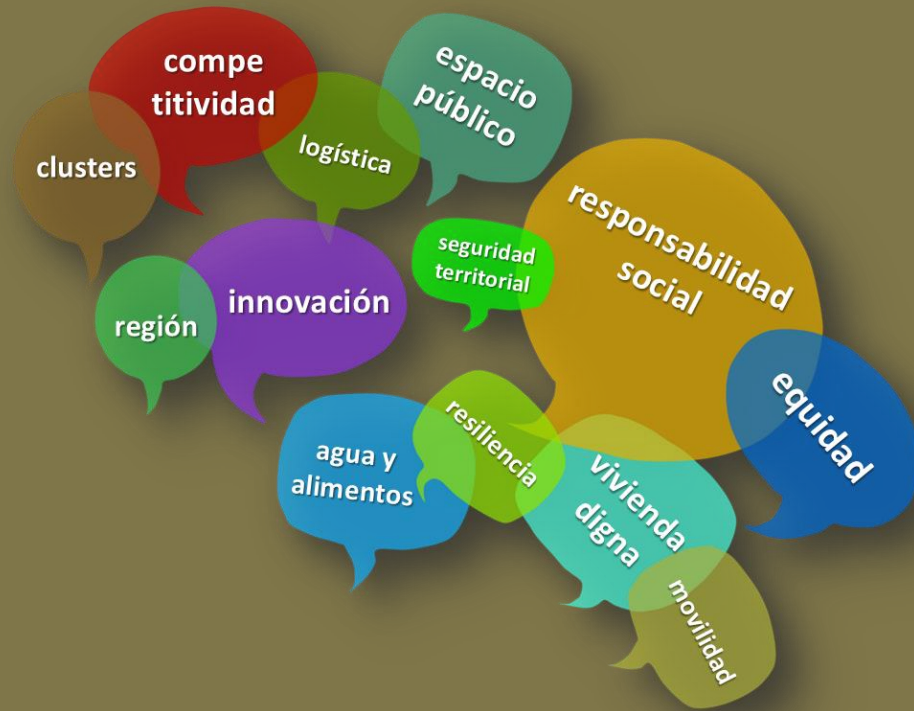 compe
titividad
espacio
público
logística
clusters
responsabilidad
social
seguridad
territorial
innovación
región
equidad
resiliencia
agua y
alimentos
vivienda
digna
movilidad